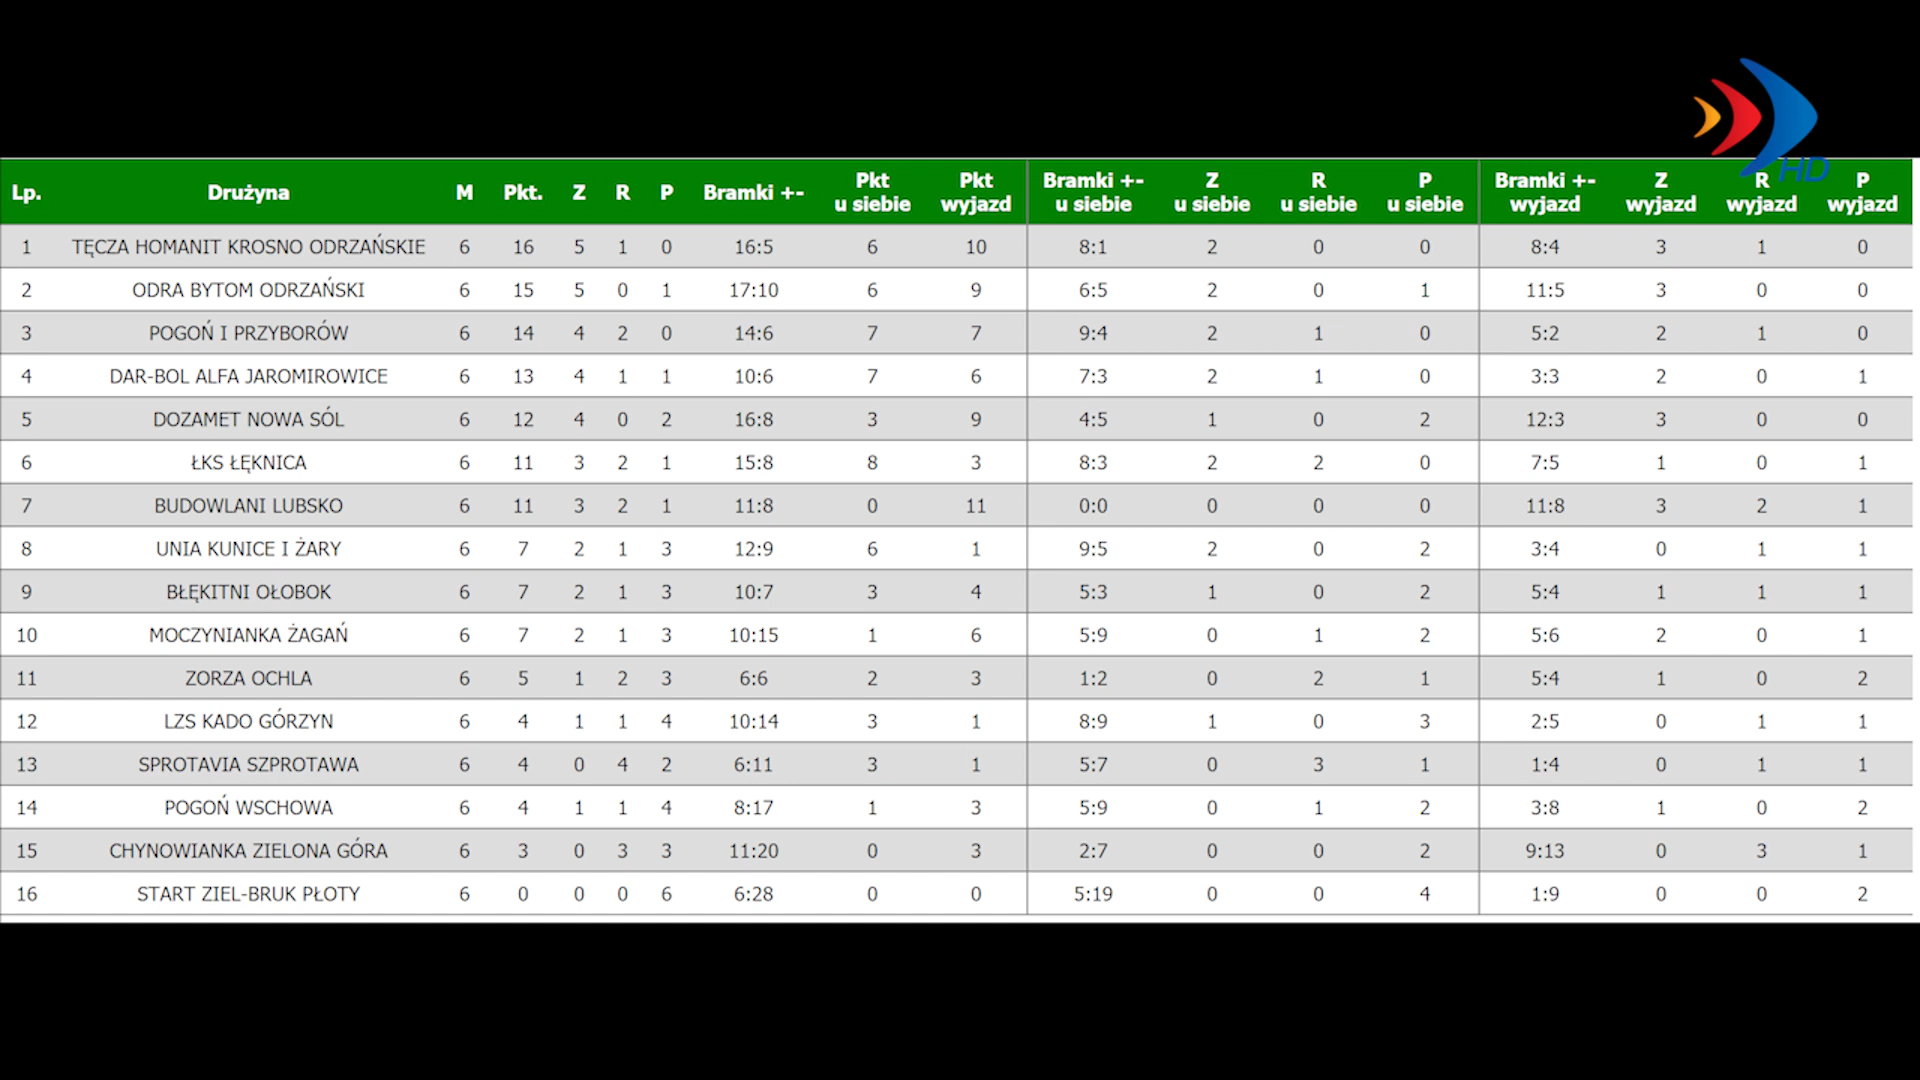 HD
Lp. Drużyna M Pkt. Z R P Bramki +- Pkt u siebie Pkt wyjazd Bramki +- u siebie Z u siebie R u siebie P u siebie Bramki +- wyjazd Z wyjazd R wyjazd P wyjazd
1 TĘCZA HOMANIT KROSNO ODRZAŃSKIE 6 16 5 1 0 16:5 6 10 8:1 2 0 0 8:4 3 1 0
2 ODRA BYTOM ODRZAŃSKI 6 15 5 0 1 17:10 6 9 6:5 2 0 1 11:5 3 0 0
3 POGOŃ I PRZYBORÓW 6 14 4 2 0 14:6 7 7 9:4 2 1 0 5:2 2 1 0
4 DAR-BOL ALFA JAROMIROWICE 6 13 4 1 1 10:6 7 6 7:3 2 1 0 3:3 2 0 1
5 DOZAMET NOWA SÓL 6 12 4 0 2 16:8 3 9 4:5 1 0 2 12:3 3 0 0
6 ŁKS ŁĘKNICA 6 11 3 2 1 15:8 8 3 8:3 2 2 0 7:5 1 0 1
7 BUDOWLANI LUBSKO 6 11 3 2 1 11:8 0 11 0:0 0 0 0 11:8 3 2 1
8 UNIA KUNICE I ŻARY 6 7 2 1 3 12:9 6 1 9:5 2 0 2 3:4 0 1 1
9 BŁĘKITNI OŁOBOK 6 7 2 1 3 10:7 3 4 5:3 1 0 2 5:4 1 1 1
10 MOCZYNIANKA ŻAGAŃ 6 7 2 1 3 10:15 1 6 5:9 0 1 2 5:6 2 0 1
11 ZORZA OCHLA 6 5 1 2 3 6:6 2 3 1:2 0 2 1 5:4 1 0 2
12 LZS KADO GÓRZYN 6 4 1 1 4 10:14 3 1 8:9 1 0 3 2:5 0 1 1
13 SPROTAVIA SZPROTAWA 6 4 0 4 2 6:11 3 1 5:7 0 3 1 1:4 0 1 1
14 POGOŃ WSCHOWA 6 4 1 1 4 8:17 1 3 5:9 0 1 2 3:8 1 0 2
15 CHYNOWIANKA ZIELONA GÓRA 6 3 0 3 3 11:20 0 3 2:7 0 0 2 9:13 0 3 1
16 START ZIEL-BRUK PŁOTY 6 0 0 0 6 6:28 0 0 5:19 0 0 4 1:9 0 0 2